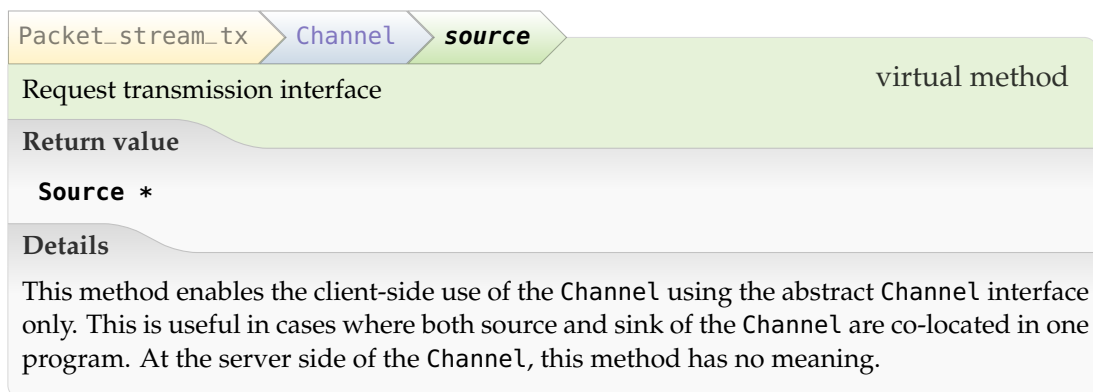 Packet_stream_tx Channel source
virtual method
Request transmission interface
Return value
Source *
Details
This method enables the client-side use of the Channel using the abstract Channel interface
only. This is useful in cases where both source and sink of the Channel are co-located in one
program. At the server side of the Channel, this method has no meaning.